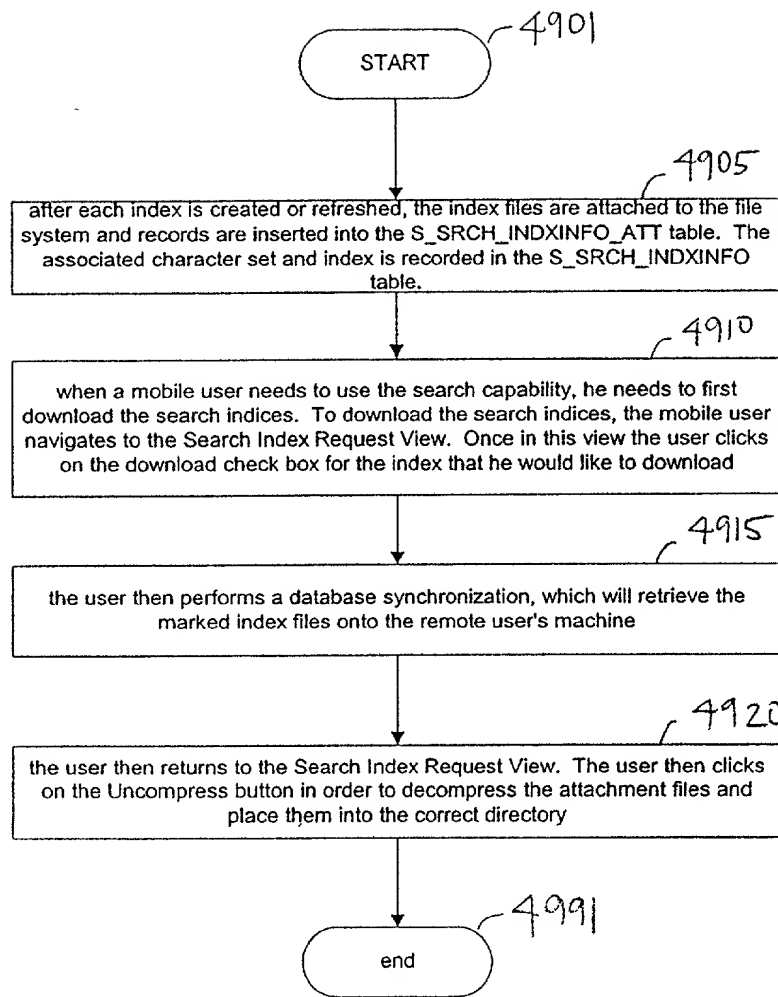 4901
START
4905
after each index is created or refreshed, the index files are attached to the file
system and records are inserted into the S_SRCH_INDXINFO_ATT table. The
associated character set and index is recorded in the S_SRCH_INDXINFO
table.
4910
when a mobile user needs to use the search capability, he needs to first
download the search indices. To download the search indices, the mobile user
navigates to the Search Index Request View. Once in this view the user clicks
on the download check box for the index that he would like to download
4915
the user then performs a database synchronization, which will retrieve the
marked index files onto the remote user's machine
4920
the user then returns to the Search Index Request View. The user then clicks
on the Uncompress button in order to decompress the attachment files and
place them into the correct directory
4991
end